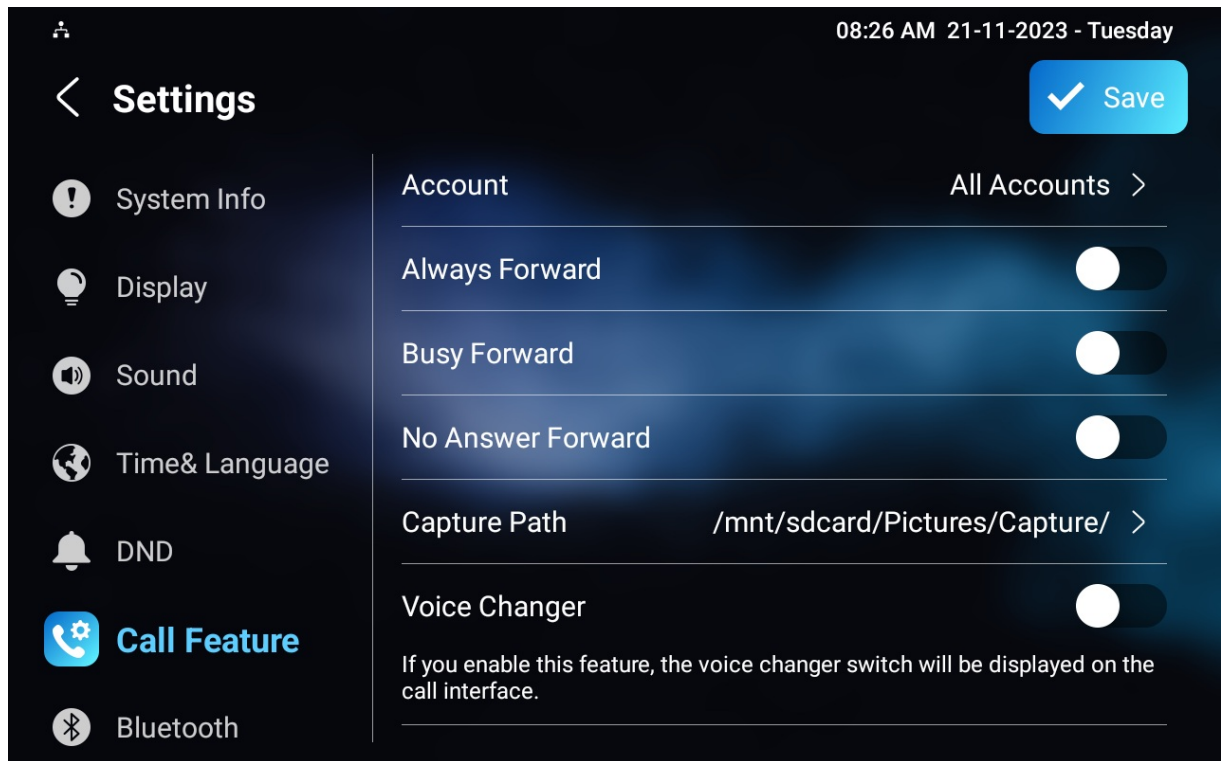 08:26 AM 21-11-2023 - Tuesday
Settings
Save
System Info
Display
Sound
Time& Language
DND
Call Feature
Bluetooth
Account All Accounts
Always Forward
Busy Forward
No Answer Forward
Capture Path /mnt/sdcard/Pictures/Capture/
Voice Changer
If you enable this feature, the voice changer switch will be displayed on the
call interface.